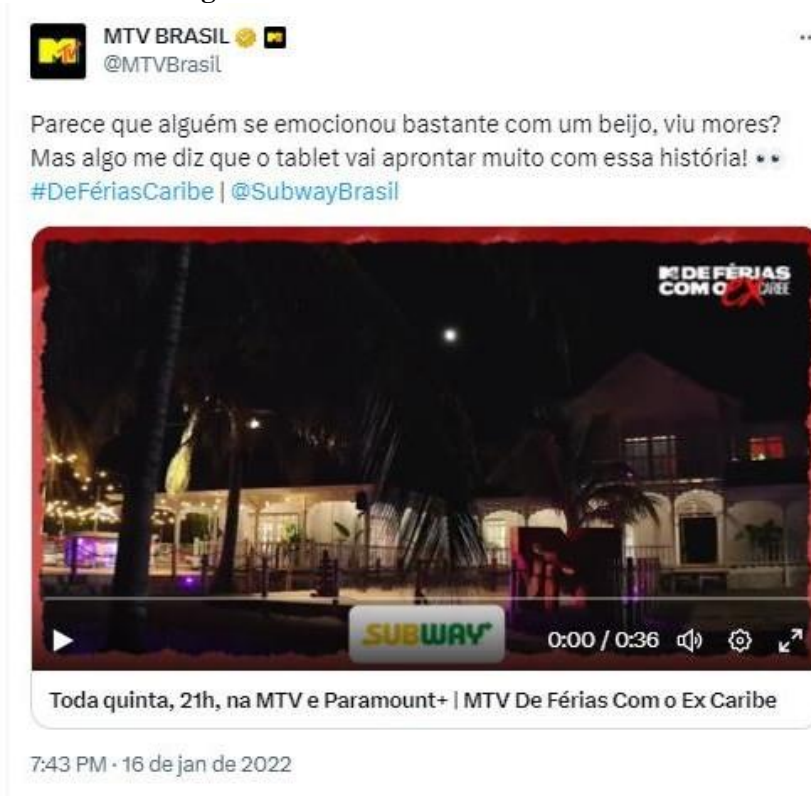 MTV BRASIL
@MTVBrasil
Parece que alguém se emocionou bastante com um beijo, viu mores?
Mas algo me diz que o tablet vai aprontar muito com essa história! 👀
#DeFériasCaribe | @SubwayBrasil
DE FÉRIAS
COM O EX CARIBE
SUBWAY
0:00 / 0:36
Toda quinta, 21h, na MTV e Paramount+ | MTV De Férias Com o Ex Caribe
7:43 PM · 16 de jan de 2022